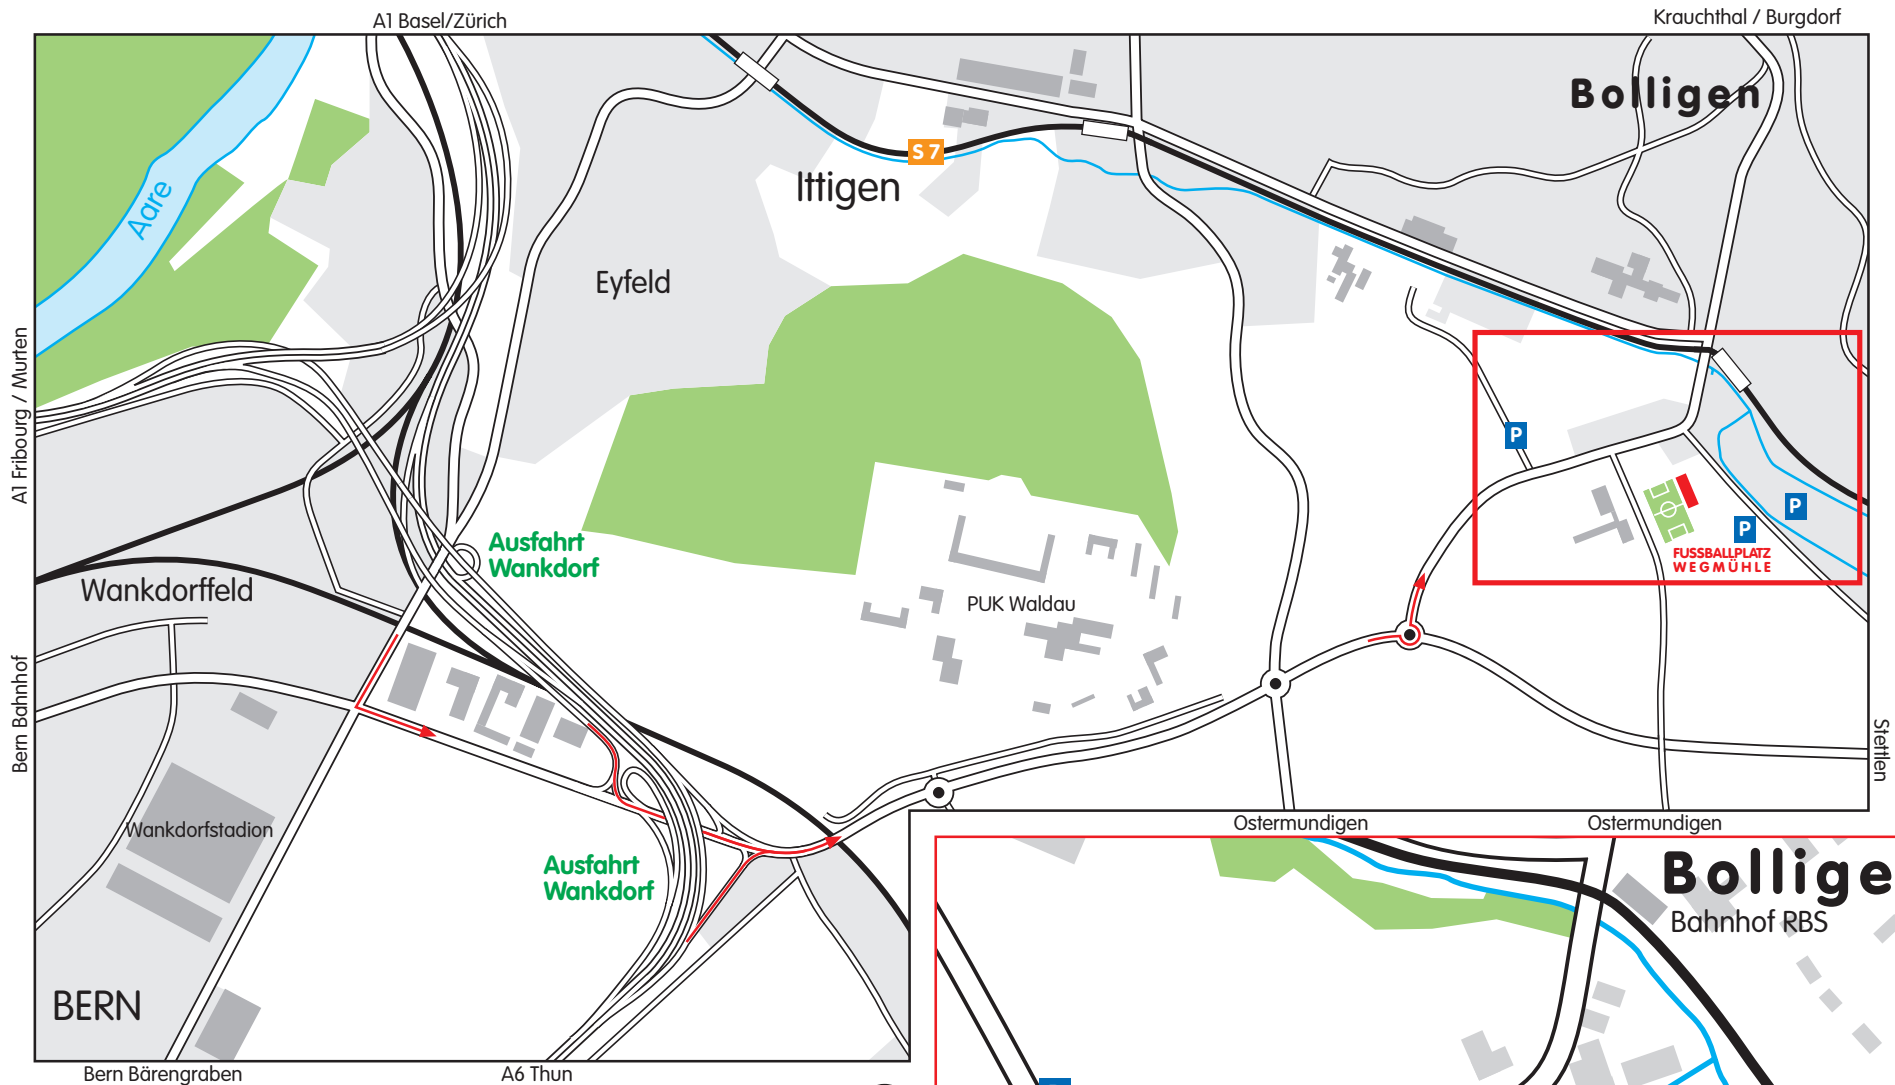 A1 Basel/Zürich
Krauchthal / Burgdorf
Bolligen
S 7
Ittigen
Aare
Eyfeld
A1 Fribourg / Murten
P
P
P
FUSSBALLPLATZ
WEGMÜHLE
Ausfahrt
Wankdorf
Wankdorffeld
PUK Waldau
Bern Bahnhof
Stettlen
Wankdorfstadion
Ostermundigen
Ostermundigen
Ausfahrt
Wankdorf
Bollige
Bahnhof RBS
BERN
Bern Bärengraben
A6 Thun